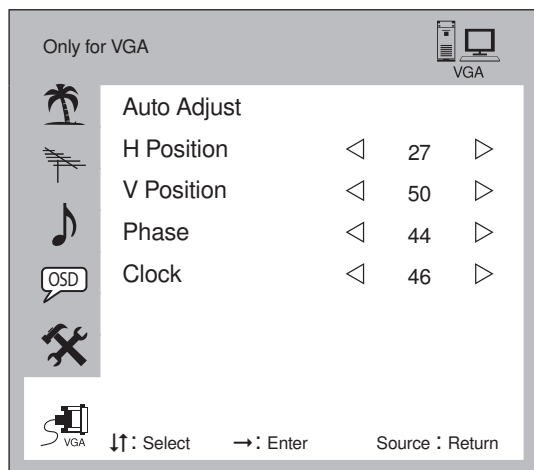 Only for VGA
VGA
Auto Adjust
H Position ◁ 27 ▷
V Position ◁ 50 ▷
Phase ◁ 44 ▷
Clock ◁ 46 ▷
OSD
VGA
↓↑: Select →: Enter Source : Return